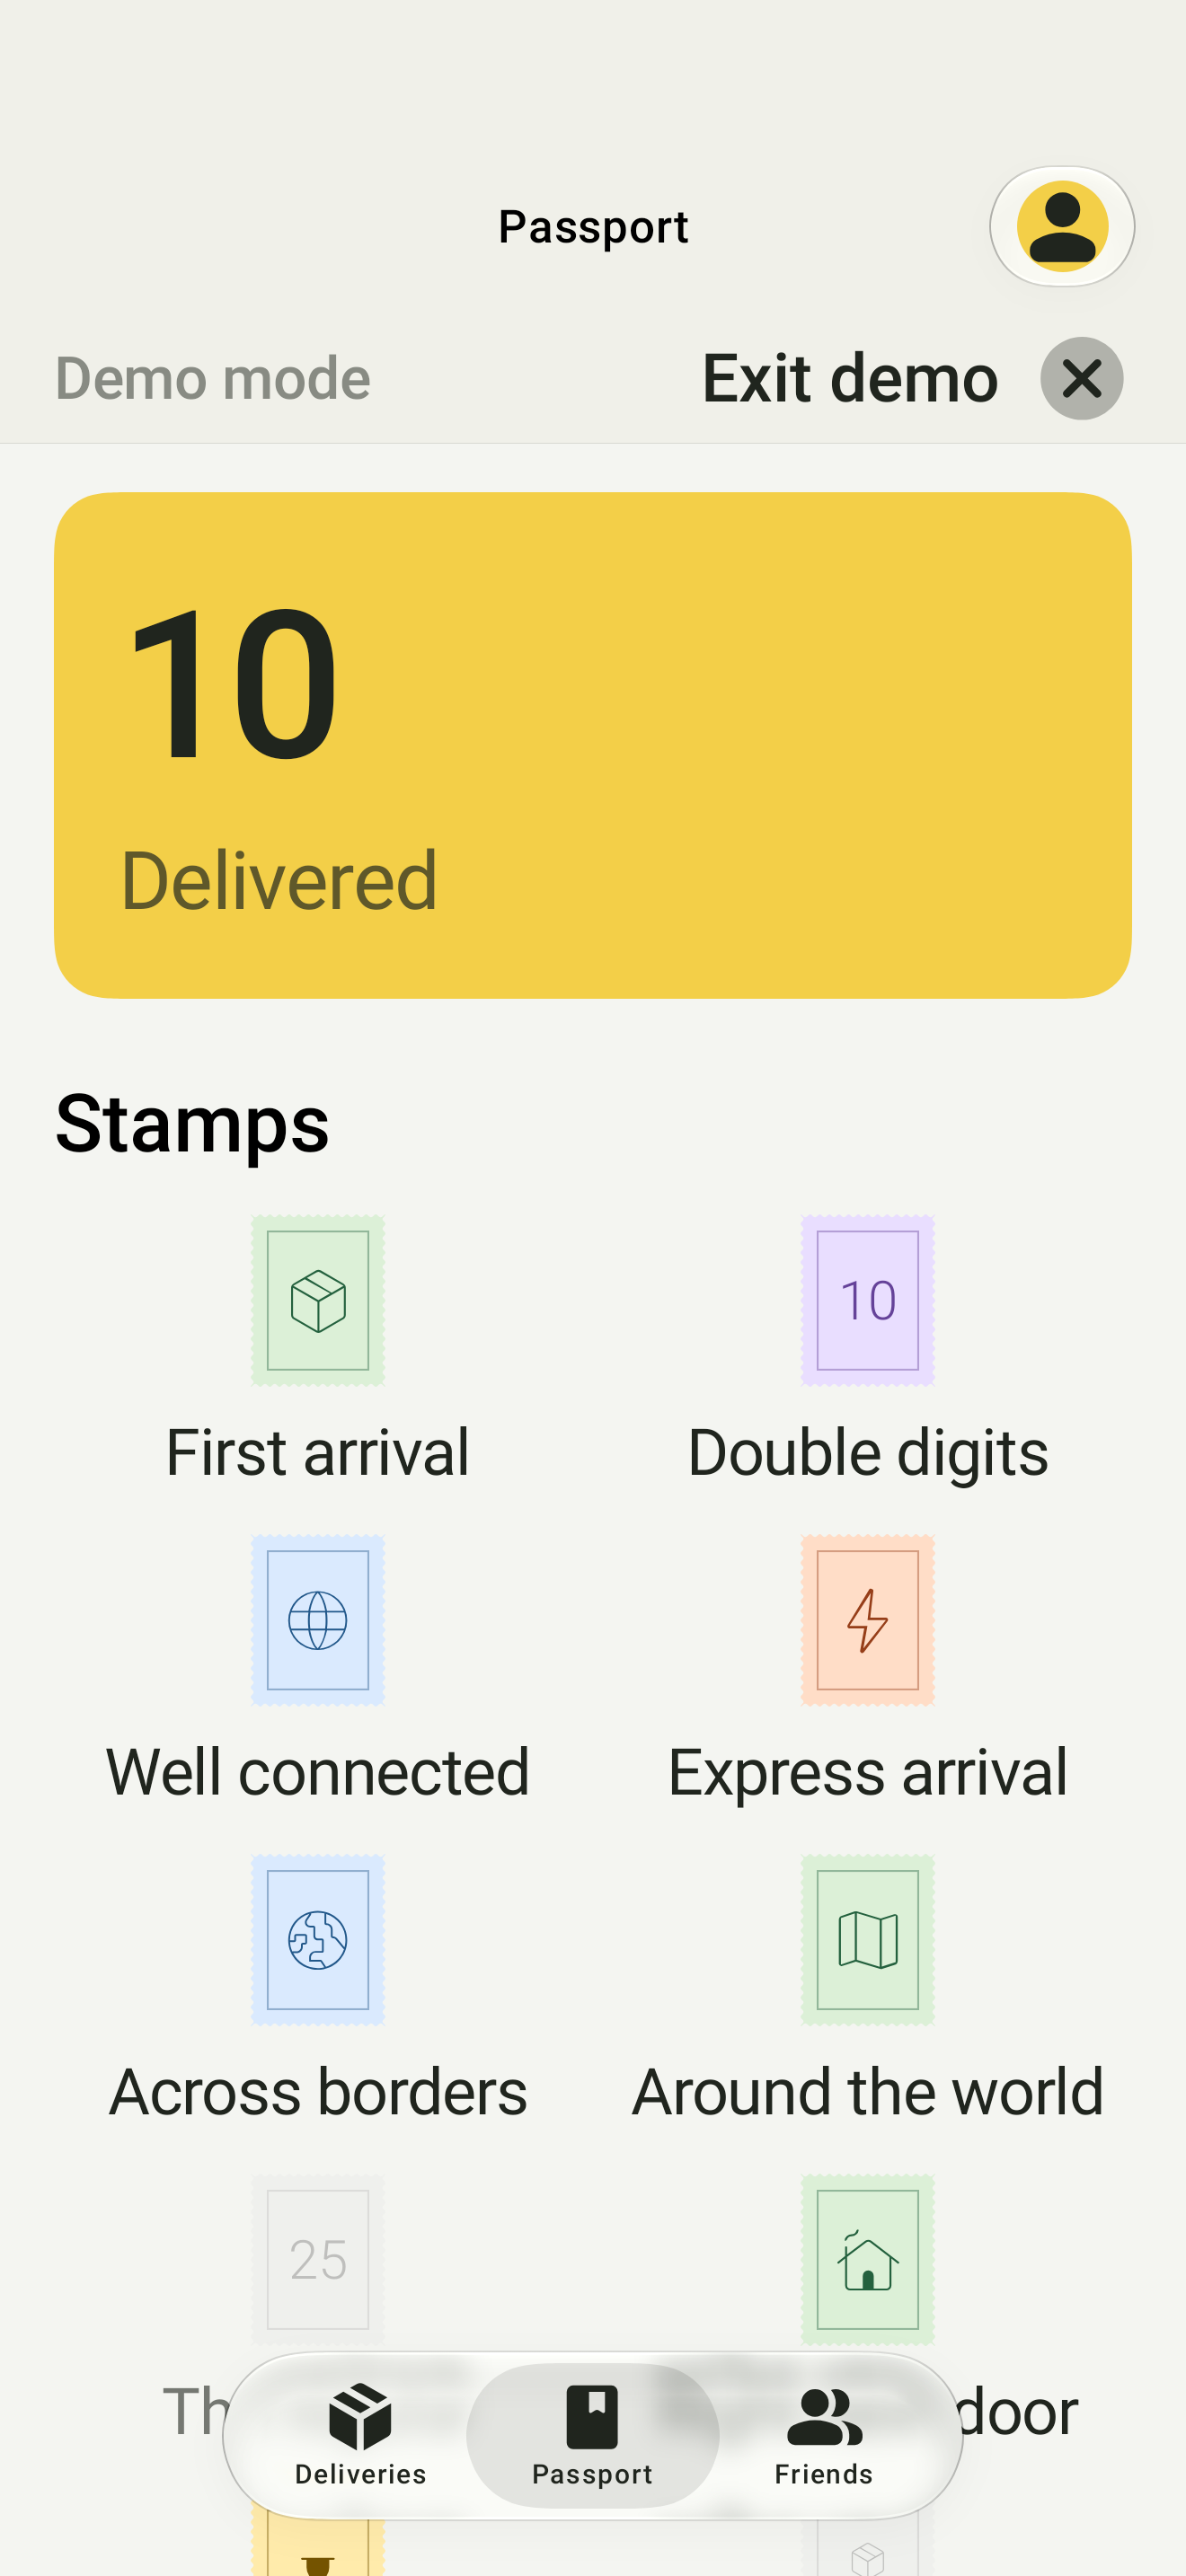 Passport
Demo mode
Exit demo
10
Delivered
Stamps
10
First arrival
Double digits
Well connected
Express arrival
Across borders
Around the world
25
door
Deliveries
Passport
Friends